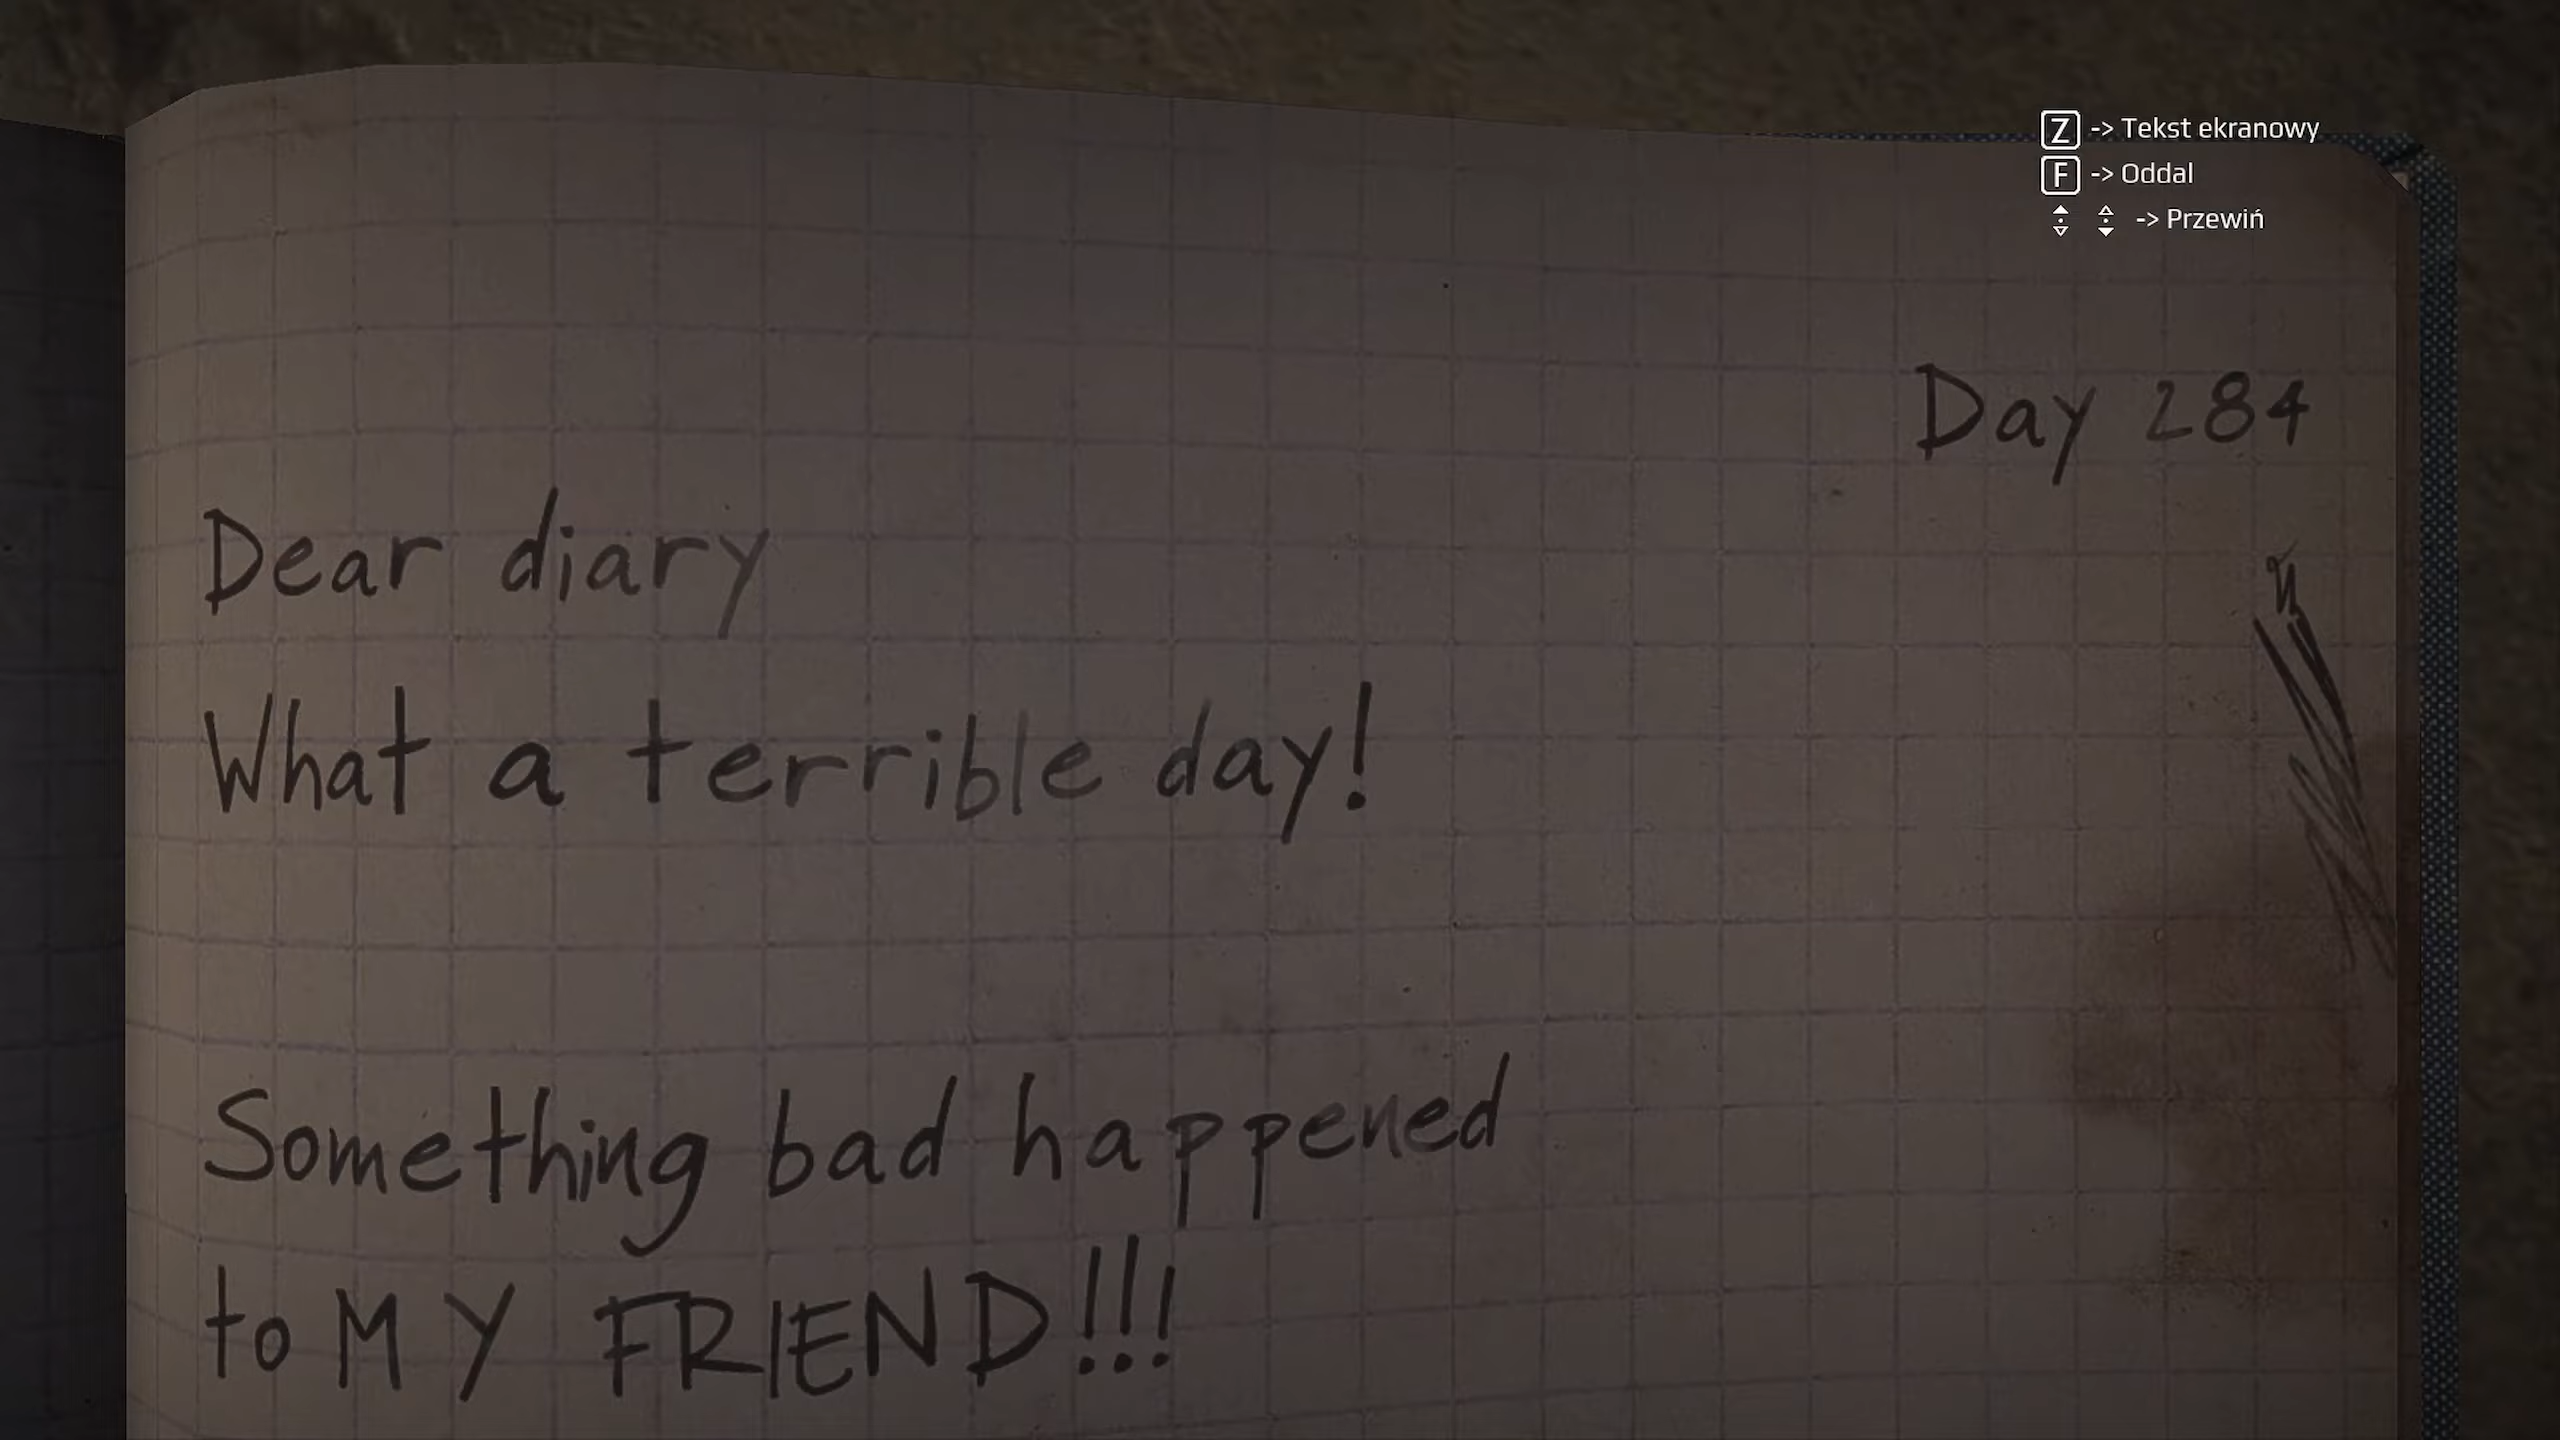 Z -> Tekst ekranowy
F -> Oddal
-> Przewiń
Day 284
Dear diary
What a terrible day!
Something bad happened
to MY FRIEND!!!